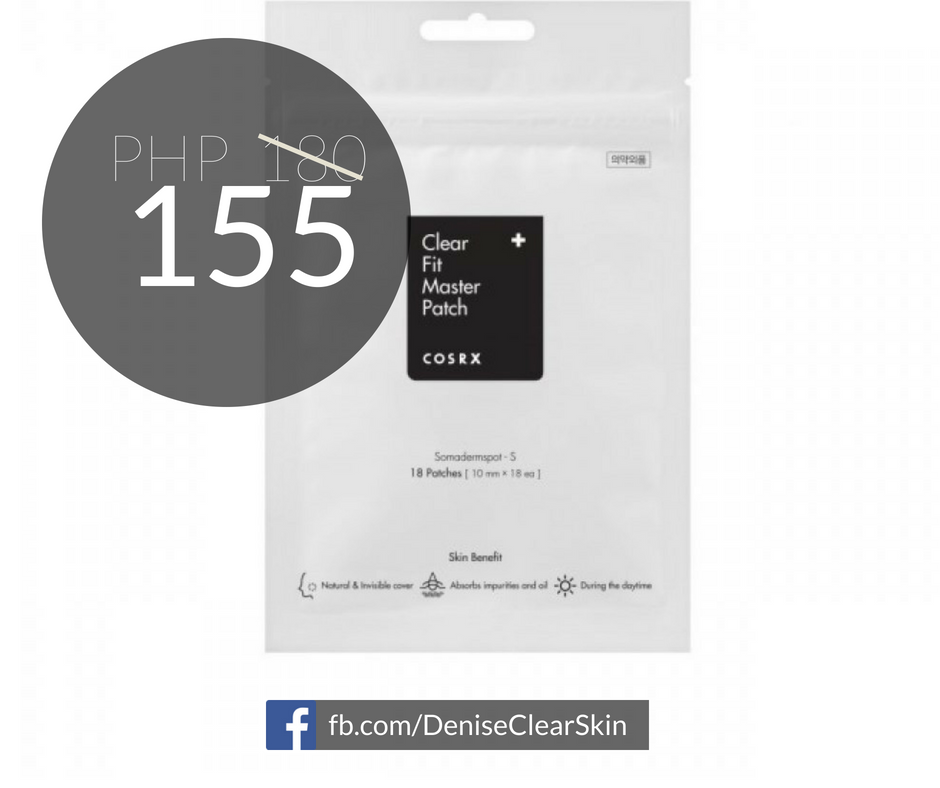 PHP 180
155
의약외품
Clear
Fit
Master
Patch
COSRX
Somadermspot - S
18 Patches [ 10 mm × 18 ea ]
Skin Benefit
Natural & Invisible cover Absorbs impurities and oil During the daytime
fb.com/DeniseClearSkin